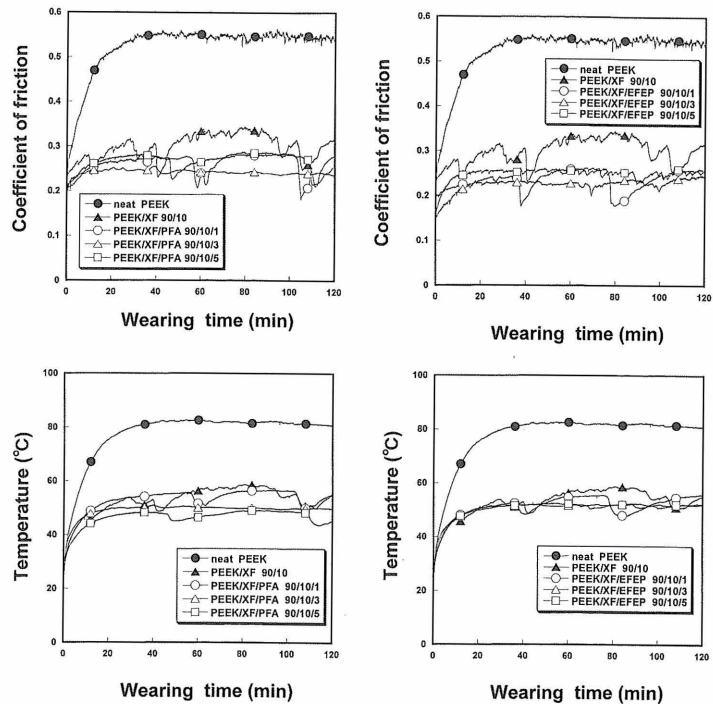 0.6
0.5
0.4
0.3
0.2
0.1
0
Coefficient of friction
neat PEEK
PEEK/XF 90/10
PEEK/XF/PFA 90/10/1
PEEK/XF/PFA 90/10/3
PEEK/XF/PFA 90/10/5
0 20 40 60 80 100 120
Wearing time (min)
0.6
0.5
0.4
0.3
0.2
0.1
0
Coefficient of friction
neat PEEK
PEEK/XF 90/10
PEEK/XF/EFEP 90/10/1
PEEK/XF/EFEP 90/10/3
PEEK/XF/EFEP 90/10/5
0 20 40 60 80 100 120
Wearing time (min)
100
80
60
40
20
0
Temperature (°C)
neat PEEK
PEEK/XF 90/10
PEEK/XF/PFA 90/10/1
PEEK/XF/PFA 90/10/3
PEEK/XF/PFA 90/10/5
0 20 40 60 80 100 120
Wearing time (min)
100
80
60
40
20
0
Temperature (°C)
neat PEEK
PEEK/XF 90/10
PEEK/XF/EFEP 90/10/1
PEEK/XF/EFEP 90/10/3
PEEK/XF/EFEP 90/10/5
0 20 40 60 80 100 120
Wearing time (min)